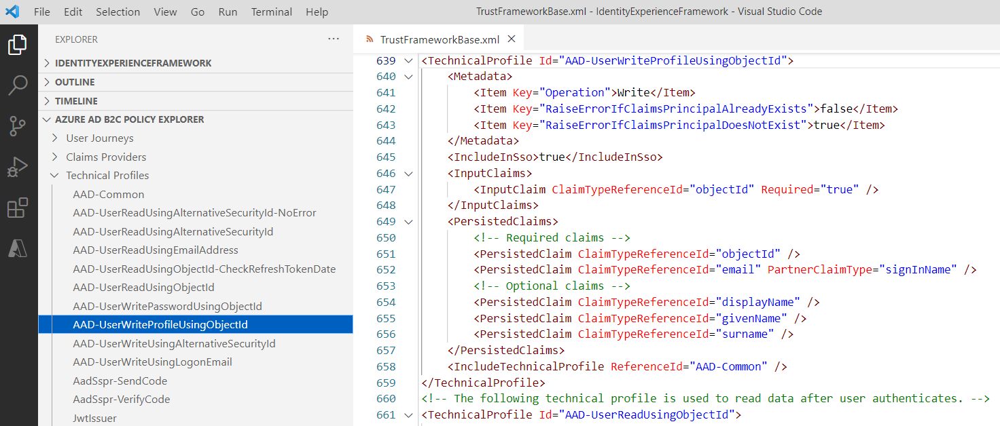 File Edit Selection View Go Run Terminal Help TrustFrameworkBase.xml - IdentityExperienceFramework - Visual Studio Code
EXPLORER ...
IDENTITYEXPERIENCEFRAMEWORK
OUTLINE
TIMELINE
AZURE AD B2C POLICY EXPLORER
User Journeys
Claims Providers
Technical Profiles
AAD-Common
AAD-UserReadUsingAlternativeSecurityId-NoError
AAD-UserReadUsingAlternativeSecurityId
AAD-UserReadUsingEmailAddress
AAD-UserReadUsingObjectId-CheckRefreshTokenDate
AAD-UserReadUsingObjectId
AAD-UserWritePasswordUsingObjectId
AAD-UserWriteProfileUsingObjectId
AAD-UserWriteUsingAlternativeSecurityId
AAD-UserWriteUsingLogonEmail
AadSspr-SendCode
AadSspr-VerifyCode
JwtIssuer
TrustFrameworkBase.xml
639 <TechnicalProfile Id="AAD-UserWriteProfileUsingObjectId">
640 <Metadata>
641 <Item Key="Operation">Write</Item>
642 <Item Key="RaiseErrorIfClaimsPrincipalAlreadyExists">false</Item>
643 <Item Key="RaiseErrorIfClaimsPrincipalDoesNotExist">true</Item>
644 </Metadata>
645 <IncludeInSso>true</IncludeInSso>
646 <InputClaims>
647 <InputClaim ClaimTypeReferenceId="objectId" Required="true" />
648 </InputClaims>
649 <PersistedClaims>
650 <!-- Required claims -->
651 <PersistedClaim ClaimTypeReferenceId="objectId" />
652 <PersistedClaim ClaimTypeReferenceId="email" PartnerClaimType="signInName" />
653 <!-- Optional claims -->
654 <PersistedClaim ClaimTypeReferenceId="displayName" />
655 <PersistedClaim ClaimTypeReferenceId="givenName" />
656 <PersistedClaim ClaimTypeReferenceId="surname" />
657 </PersistedClaims>
658 <IncludeTechnicalProfile ReferenceId="AAD-Common" />
659 </TechnicalProfile>
660 <!-- The following technical profile is used to read data after user authenticates. -->
661 <TechnicalProfile Id="AAD-UserReadUsingObjectId">